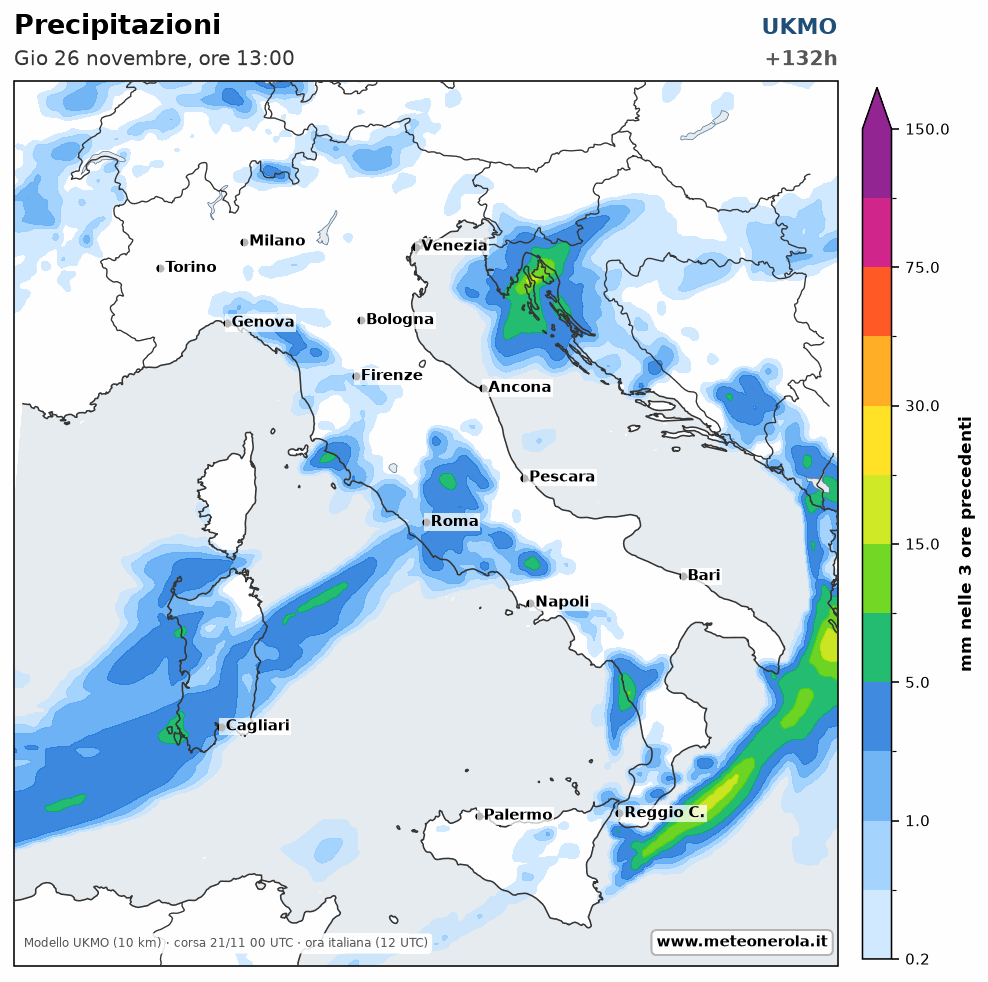 Precipitazioni
UKMO
Gio 26 novembre, ore 13:00
+132h
150.0
75.0
30.0
15.0
5.0
1.0
0.2
mm nelle 3 ore precedenti
Milano
Venezia
Torino
Genova
Bologna
Firenze
Ancona
Pescara
Roma
Bari
Napoli
Cagliari
Palermo
Reggio C.
Modello UKMO (10 km) · corsa 21/11 00 UTC · ora italiana (12 UTC)
www.meteonerola.it